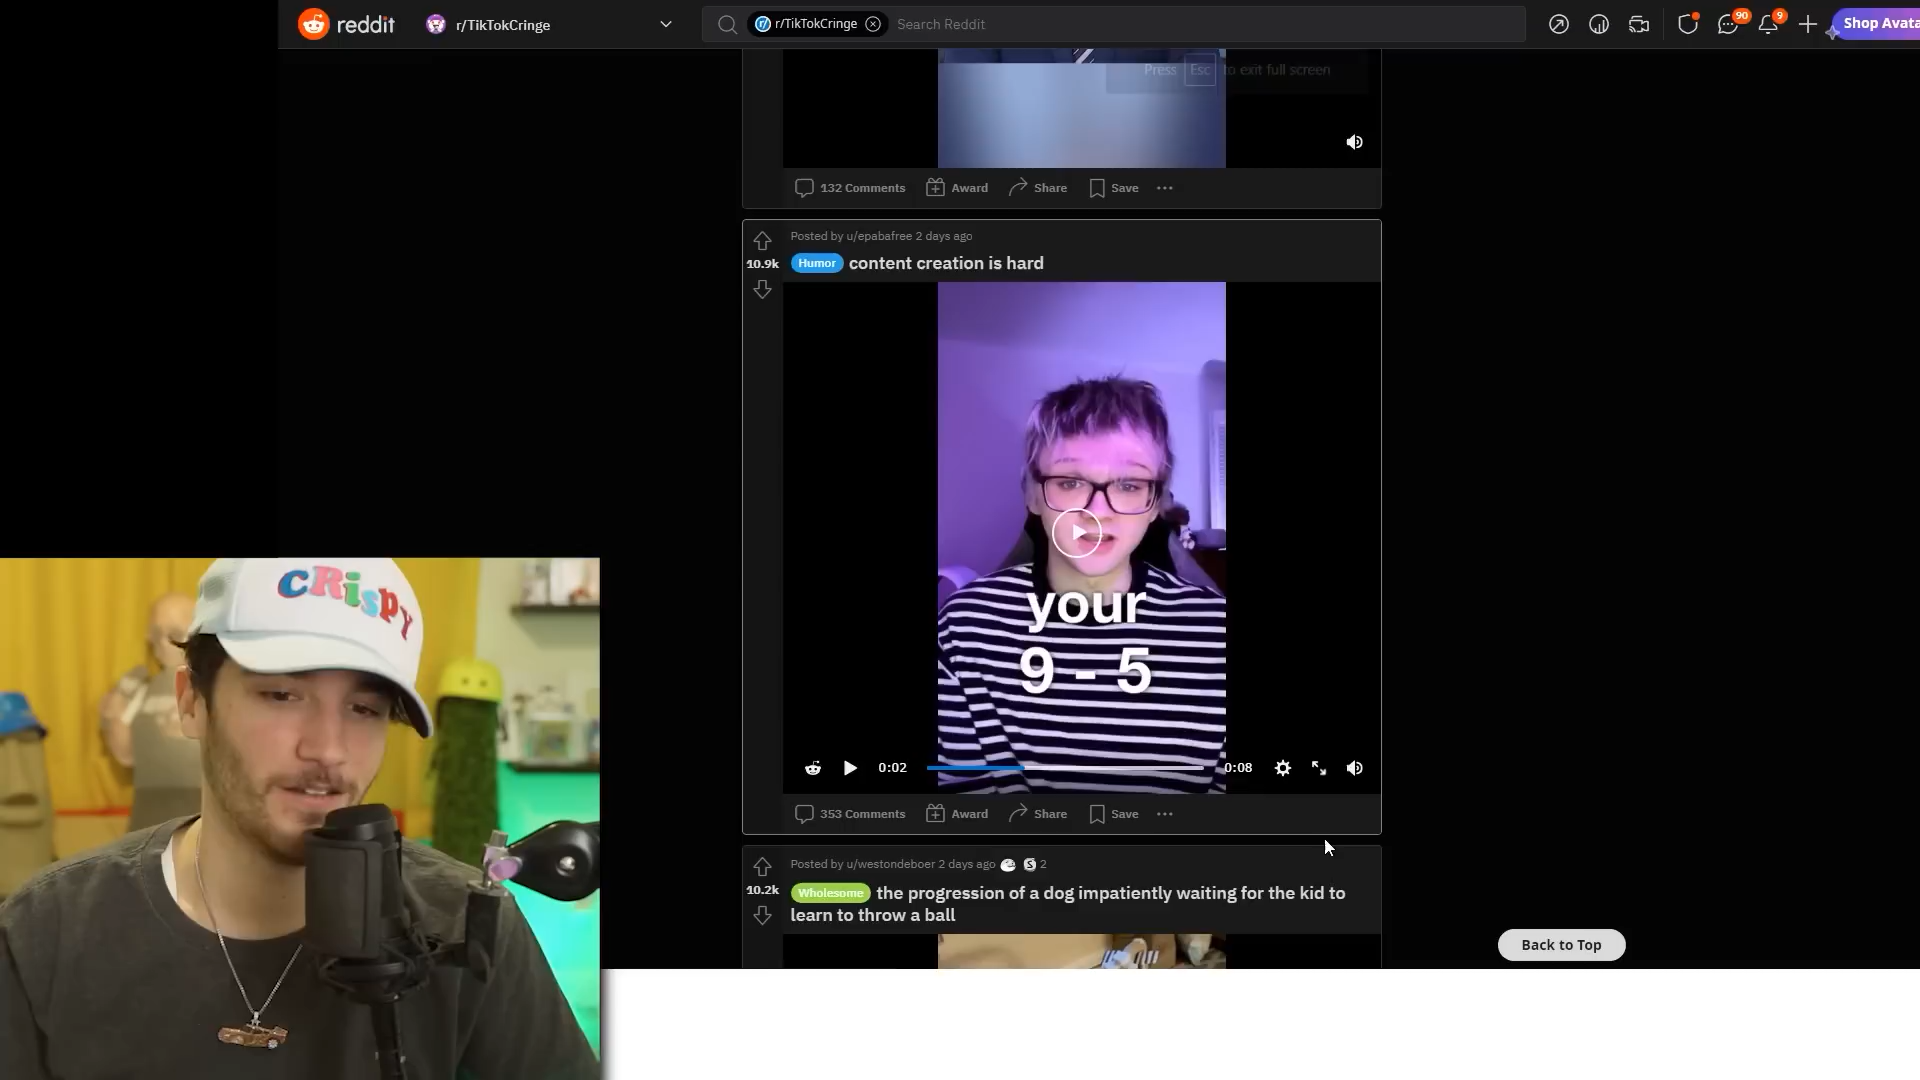 reddit
r/TikTokCringe
r/TikTokCringe
Search Reddit
90
9
Shop Avata
Press Esc to exit full screen
132 Comments
Award
Share
Save
Posted by u/epabafree 2 days ago
10.9k
Humor
content creation is hard
your
9 - 5
0:02
0:08
353 Comments
Award
Share
Save
Posted by u/westondeboer 2 days ago
S 2
10.2k
Wholesome
the progression of a dog impatiently waiting for the kid to
learn to throw a ball
Back to Top
CRispy